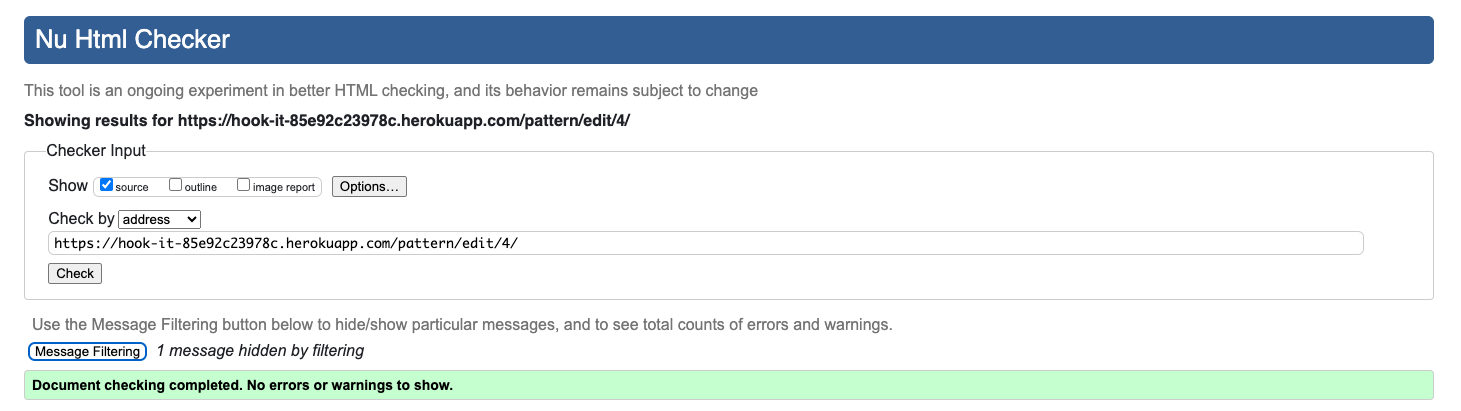 Nu Html Checker
This tool is an ongoing experiment in better HTML checking, and its behavior remains subject to change
Showing results for https://hook-it-85e92c23978c.herokuapp.com/pattern/edit/4/
Checker Input
Show source outline image report Options...
Check by address
https://hook-it-85e92c23978c.herokuapp.com/pattern/edit/4/
Check
Use the Message Filtering button below to hide/show particular messages, and to see total counts of errors and warnings.
Message Filtering 1 message hidden by filtering
Document checking completed. No errors or warnings to show.